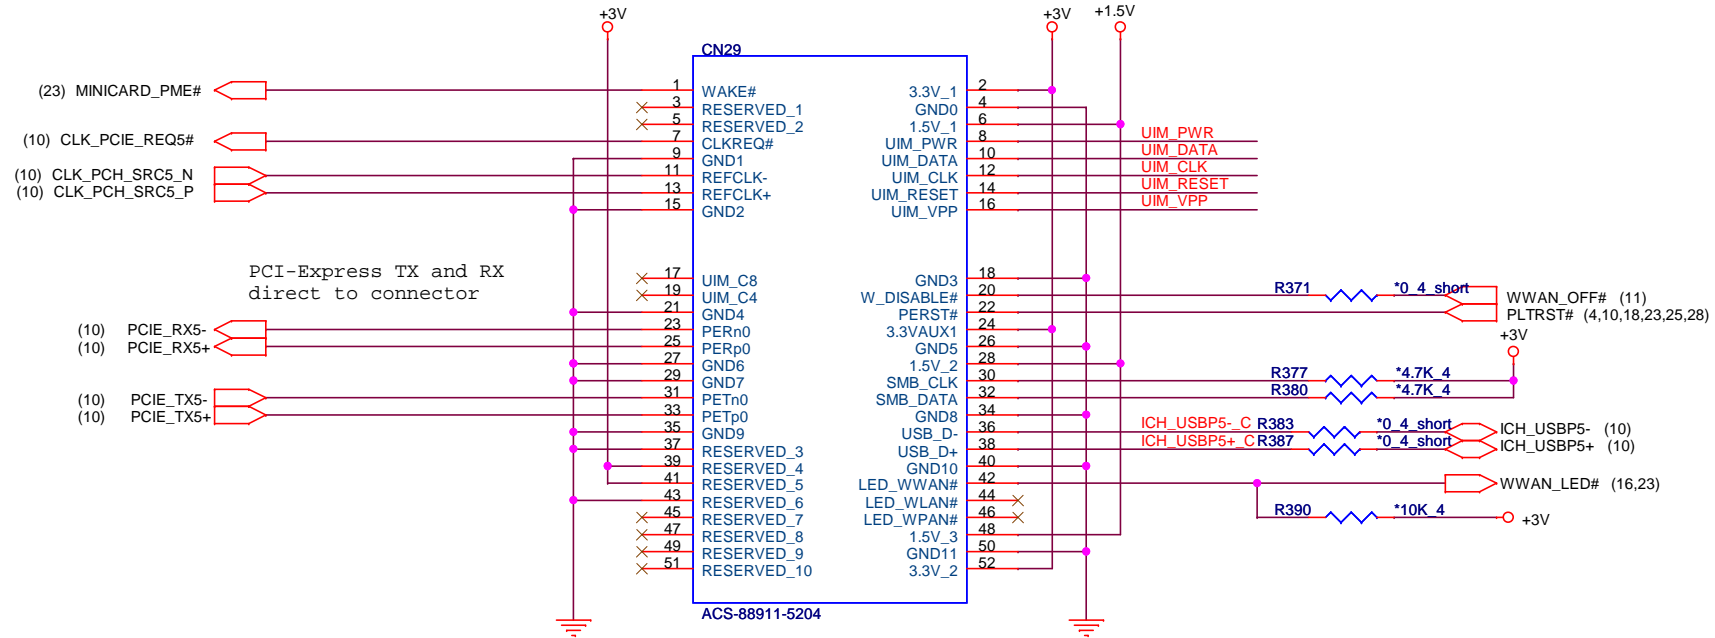 +3V +3V +1.5V
CN29
(23) MINICARD_PME# 1 WAKE# 3.3V_1 2
3 RESERVED_1 GND0 4
5 RESERVED_2 1.5V_1 6
(10) CLK_PCIE_REQ5# 7 CLKREQ# UIM_PWR 8 UIM_PWR
9 GND1 UIM_DATA 10 UIM_DATA
(10) CLK_PCH_SRC5_N 11 REFCLK- UIM_CLK 12 UIM_CLK
(10) CLK_PCH_SRC5_P 13 REFCLK+ UIM_RESET 14 UIM_RESET
15 GND2 UIM_VPP 16 UIM_VPP
PCI-Express TX and RX
direct to connector
17 UIM_C8 GND3 18
19 UIM_C4 W_DISABLE# 20 R371 *0_4_short WWAN_OFF# (11)
21 GND4 PERST# 22 PLTRST# (4,10,18,23,25,28)
(10) PCIE_RX5- 23 PERn0 3.3VAUX1 24
+3V
(10) PCIE_RX5+ 25 PERp0 GND5 26
27 GND6 1.5V_2 28
29 GND7 SMB_CLK 30 R377 *4.7K_4
(10) PCIE_TX5- 31 PETn0 SMB_DATA 32 R380 *4.7K_4
(10) PCIE_TX5+ 33 PETp0 GND8 34
35 GND9 USB_D- 36 ICH_USBP5-_C R383 *0_4_short ICH_USBP5- (10)
37 RESERVED_3 USB_D+ 38 ICH_USBP5+_C R387 *0_4_short ICH_USBP5+ (10)
39 RESERVED_4 GND10 40
41 RESERVED_5 LED_WWAN# 42 WWAN_LED# (16,23)
43 RESERVED_6 LED_WLAN# 44
45 RESERVED_7 LED_WPAN# 46 R390 *10K_4 +3V
47 RESERVED_8 1.5V_3 48
49 RESERVED_9 GND11 50
51 RESERVED_10 3.3V_2 52
ACS-88911-5204